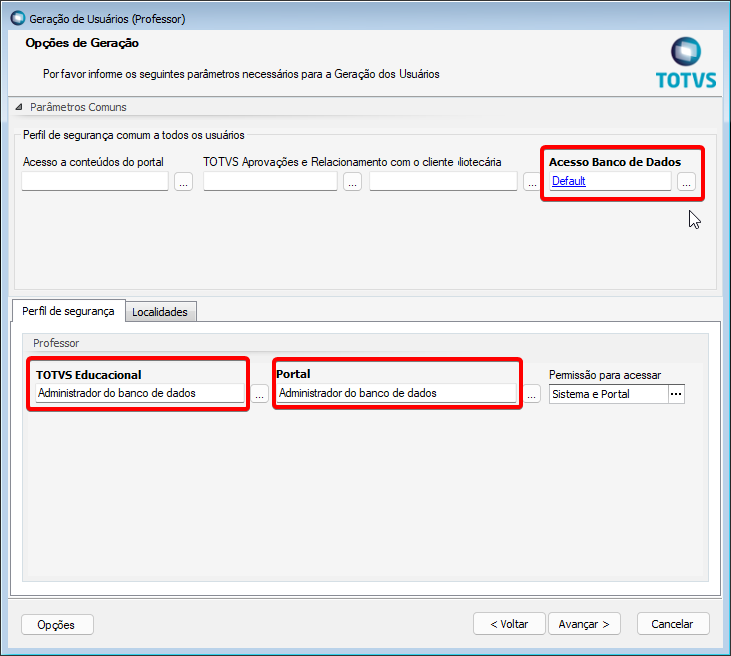 Geração de Usuários (Professor)
Opções de Geração
Por favor informe os seguintes parâmetros necessários para a Geração dos Usuários
TOTVS
Parâmetros Comuns
Perfil de segurança comum a todos os usuários
Acesso a conteúdos do portal
TOTVS Aprovações e Relacionamento com o cliente
liotecária
Acesso Banco de Dados
...
...
...
Default
...
Perfil de segurança
Localidades
Professor
TOTVS Educacional
Portal
Permissão para acessar
Administrador do banco de dados
...
Administrador do banco de dados
...
Sistema e Portal
...
Opções
< Voltar
Avançar >
Cancelar